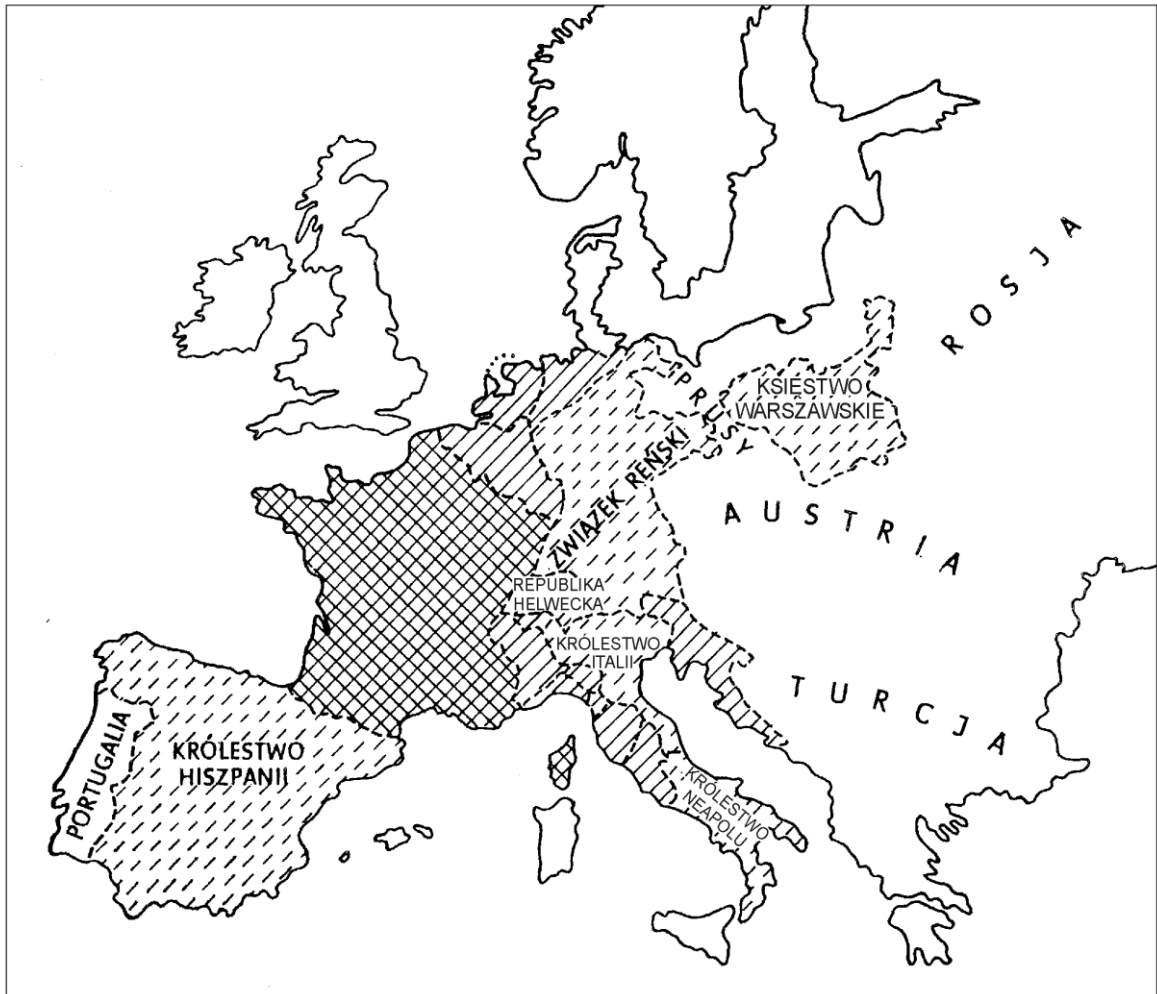 ROSJA
KSIĘSTWO
WARSZAWSKIE
PRUSY
ZWIĄZEK REŃSKI
AUSTRIA
REPUBLIKA
HELWECKA
KRÓLESTWO
ITALII
TURCJA
PORTUGALIA
KRÓLESTWO
HISZPANII
KRÓLESTWO
NEAPOLU